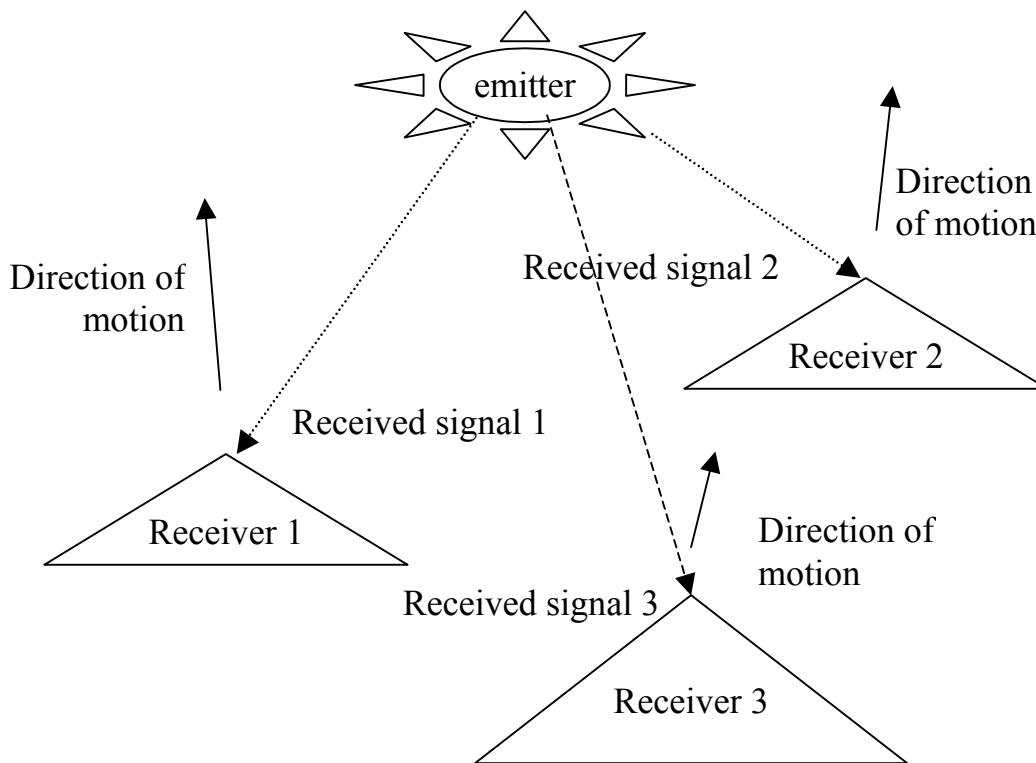 emitter
Direction
of motion
Received signal 2
Direction of
motion
Receiver 2
Received signal 1
Receiver 1
Direction of
motion
Received signal 3
Receiver 3